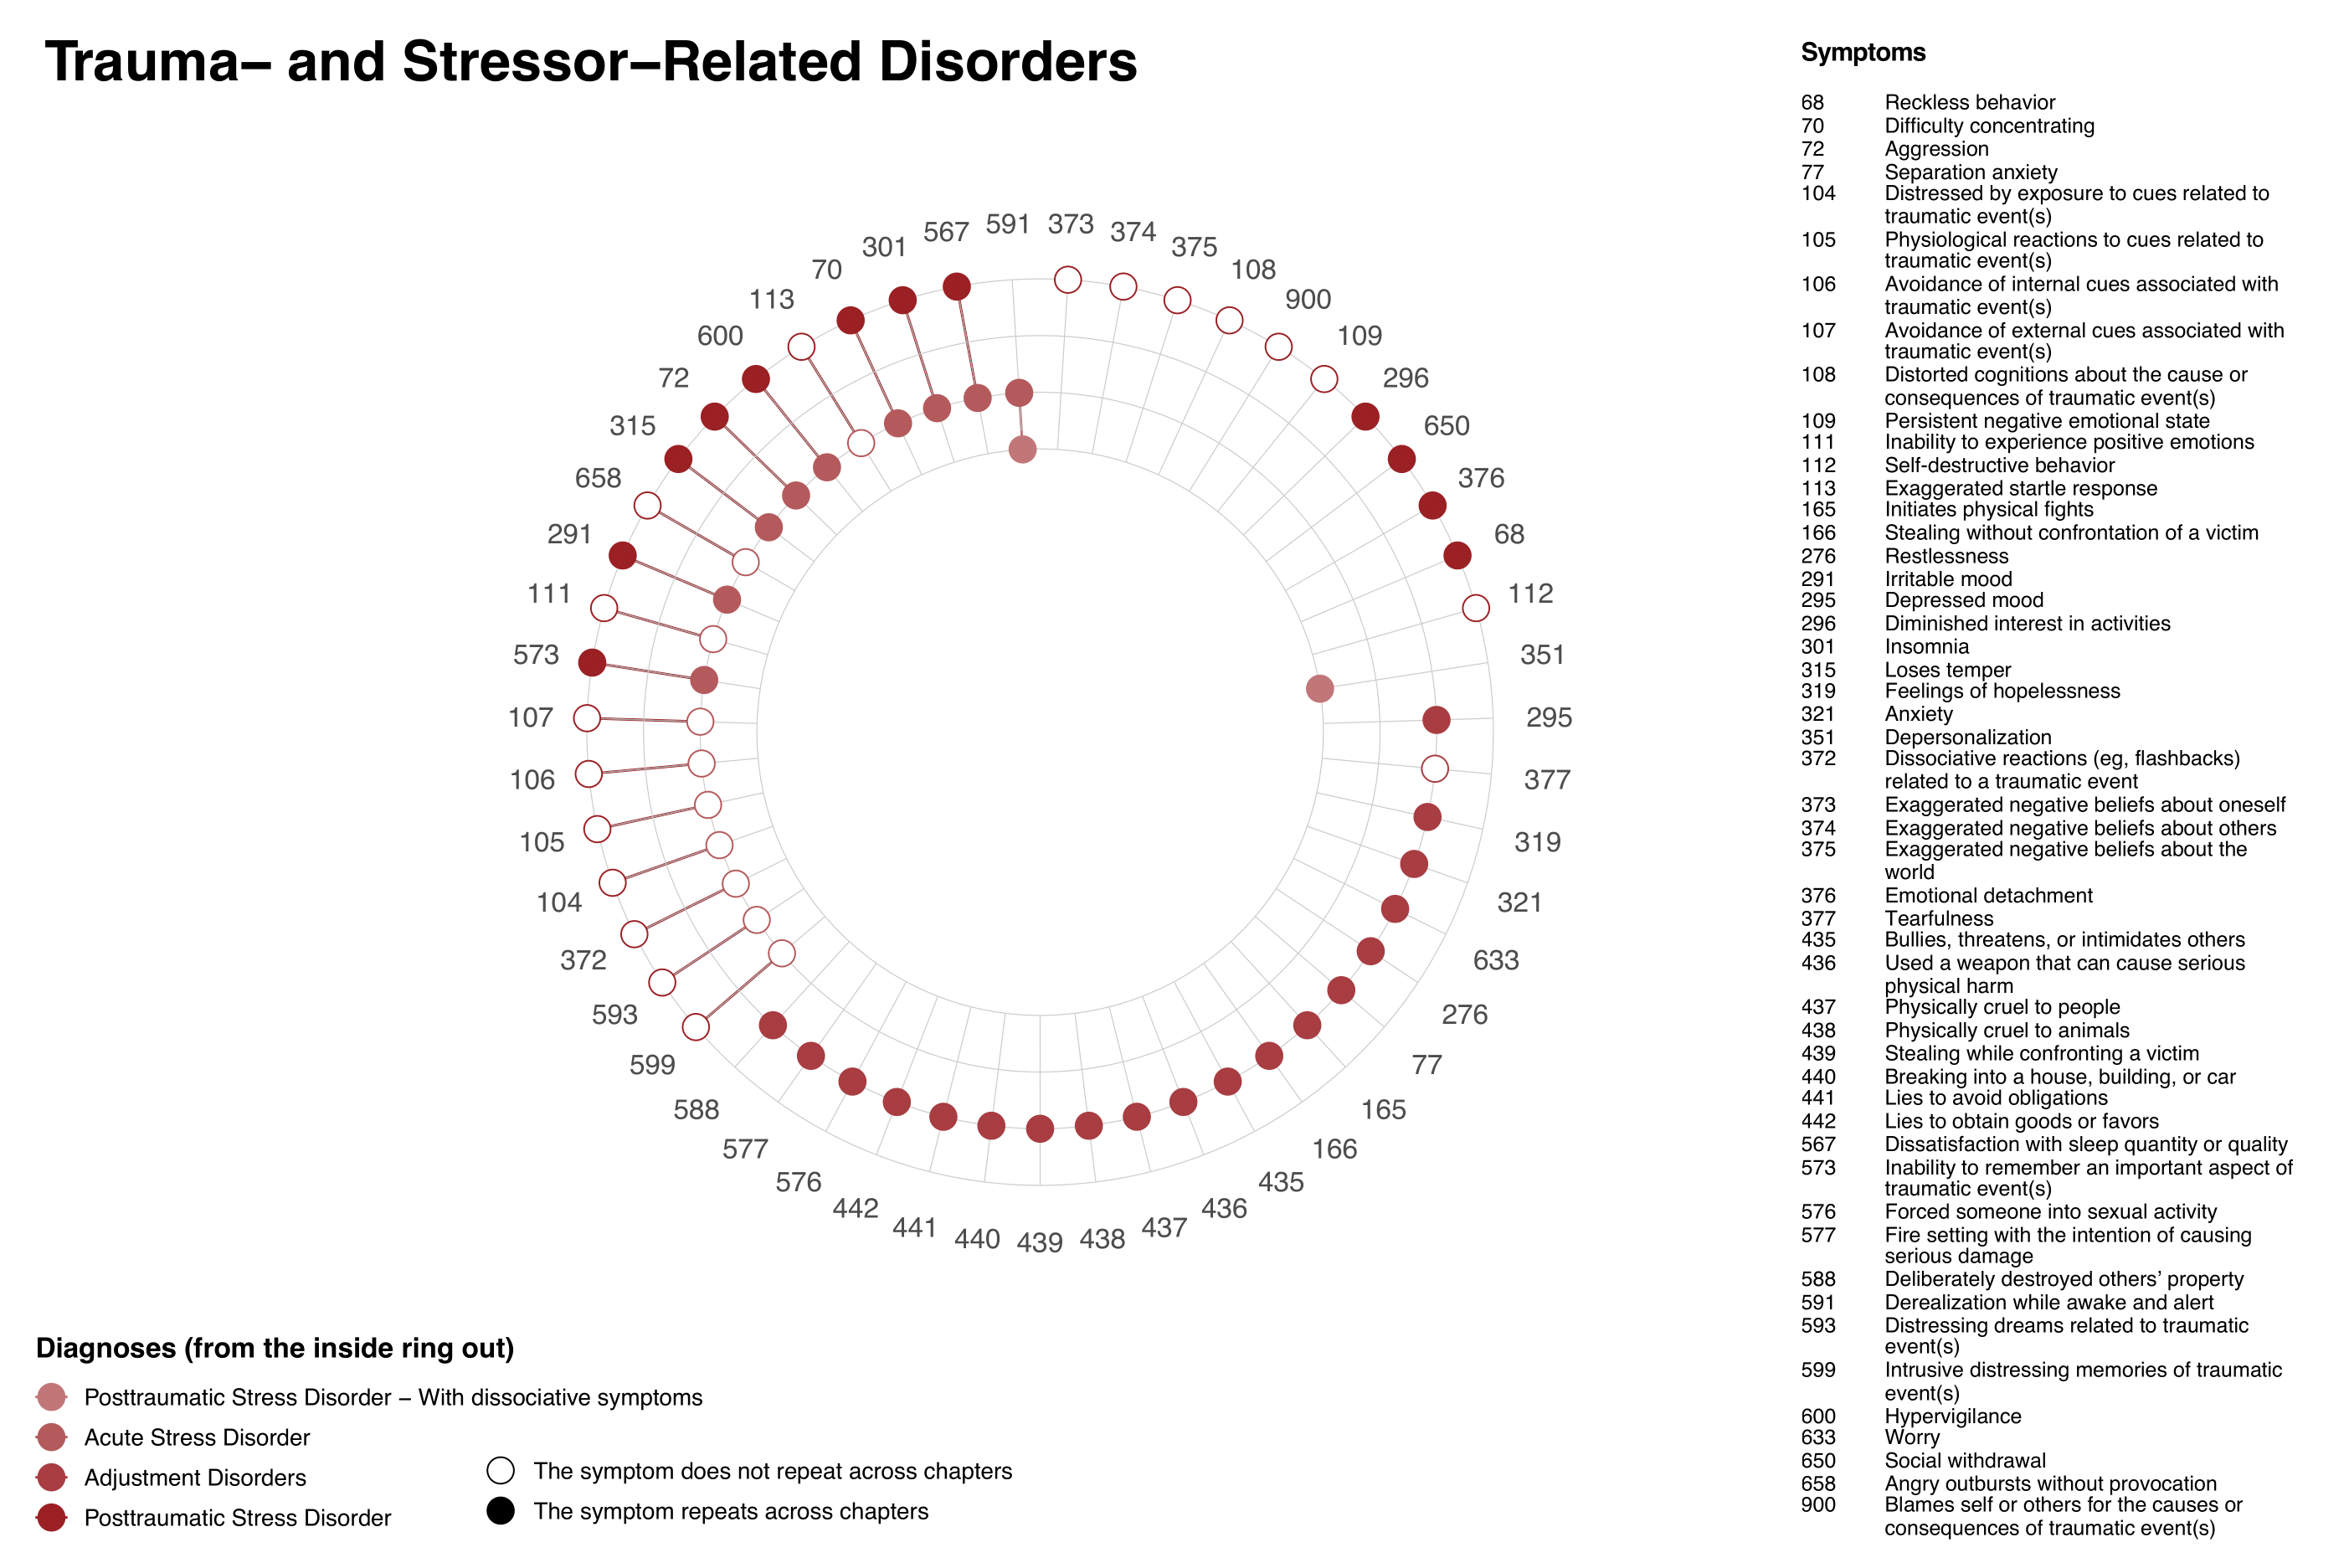 Trauma– and Stressor–Related Disorders
591
373
567
374
301
375
70
108
113
900
600
109
72
296
315
650
658
376
291
68
111
112
573
351
107
295
106
377
105
319
104
321
372
633
593
276
599
77
588
165
577
166
576
435
442
436
441
437
440
438
439
Symptoms
68 Reckless behavior
70 Difficulty concentrating
72 Aggression
77 Separation anxiety
104 Distressed by exposure to cues related to
traumatic event(s)
105 Physiological reactions to cues related to
traumatic event(s)
106 Avoidance of internal cues associated with
traumatic event(s)
107 Avoidance of external cues associated with
traumatic event(s)
108 Distorted cognitions about the cause or
consequences of traumatic event(s)
109 Persistent negative emotional state
111 Inability to experience positive emotions
112 Self-destructive behavior
113 Exaggerated startle response
165 Initiates physical fights
166 Stealing without confrontation of a victim
276 Restlessness
291 Irritable mood
295 Depressed mood
296 Diminished interest in activities
301 Insomnia
315 Loses temper
319 Feelings of hopelessness
321 Anxiety
351 Depersonalization
372 Dissociative reactions (eg, flashbacks)
related to a traumatic event
373 Exaggerated negative beliefs about oneself
374 Exaggerated negative beliefs about others
375 Exaggerated negative beliefs about the
world
376 Emotional detachment
377 Tearfulness
435 Bullies, threatens, or intimidates others
436 Used a weapon that can cause serious
physical harm
437 Physically cruel to people
438 Physically cruel to animals
439 Stealing while confronting a victim
440 Breaking into a house, building, or car
441 Lies to avoid obligations
442 Lies to obtain goods or favors
567 Dissatisfaction with sleep quantity or quality
573 Inability to remember an important aspect of
traumatic event(s)
576 Forced someone into sexual activity
577 Fire setting with the intention of causing
serious damage
588 Deliberately destroyed others’ property
591 Derealization while awake and alert
593 Distressing dreams related to traumatic
event(s)
599 Intrusive distressing memories of traumatic
event(s)
600 Hypervigilance
633 Worry
650 Social withdrawal
658 Angry outbursts without provocation
900 Blames self or others for the causes or
consequences of traumatic event(s)
Diagnoses (from the inside ring out)
Posttraumatic Stress Disorder – With dissociative symptoms
Acute Stress Disorder
Adjustment Disorders
Posttraumatic Stress Disorder
The symptom does not repeat across chapters
The symptom repeats across chapters